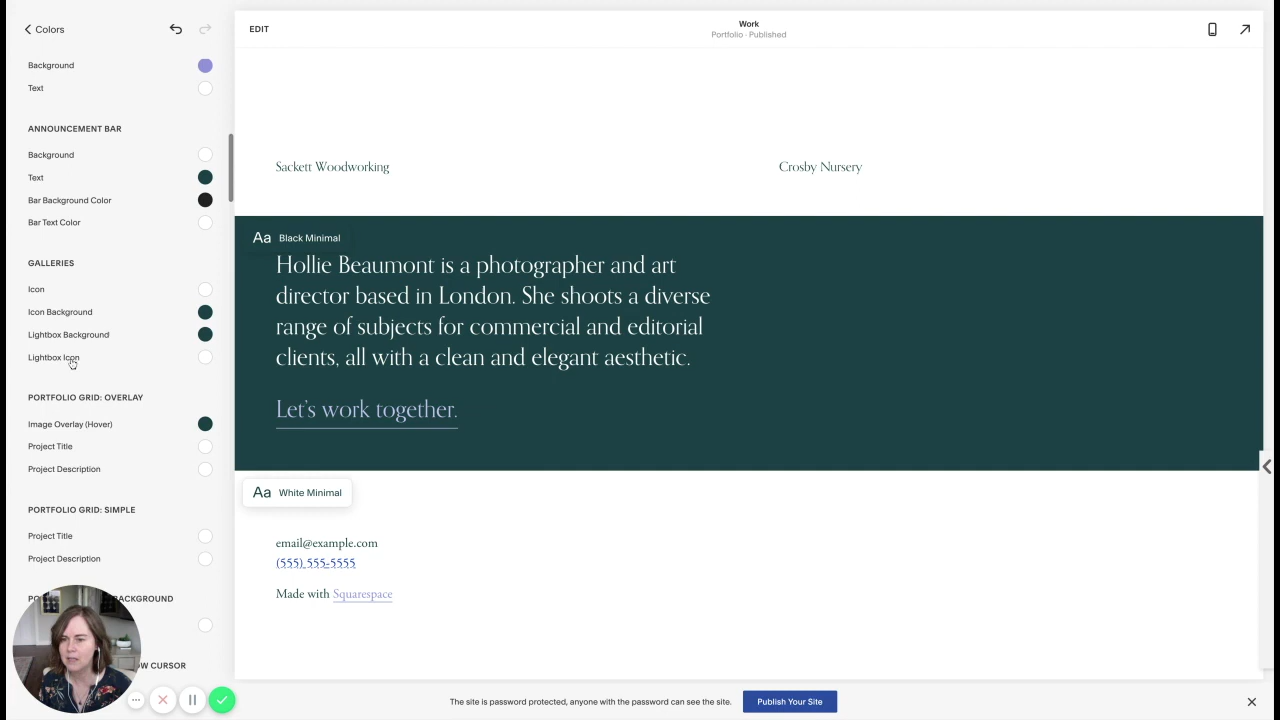 Colors
Background
Text
ANNOUNCEMENT BAR
Background
Text
Bar Background Color
Bar Text Color
GALLERIES
Icon
Icon Background
Lightbox Background
Lightbox Icon
PORTFOLIO GRID: OVERLAY
Image Overlay (Hover)
Project Title
Project Description
PORTFOLIO GRID: SIMPLE
Project Title
Project Description
BACKGROUND
CURSOR
EDIT
Work
Portfolio · Published
Sackett Woodworking
Crosby Nursery
Aa Black Minimal
Hollie Beaumont is a photographer and art
director based in London. She shoots a diverse
range of subjects for commercial and editorial
clients, all with a clean and elegant aesthetic.
Let's work together.
Aa White Minimal
email@example.com
(555) 555-5555
Made with Squarespace
The site is password protected, anyone with the password can see the site.
Publish Your Site